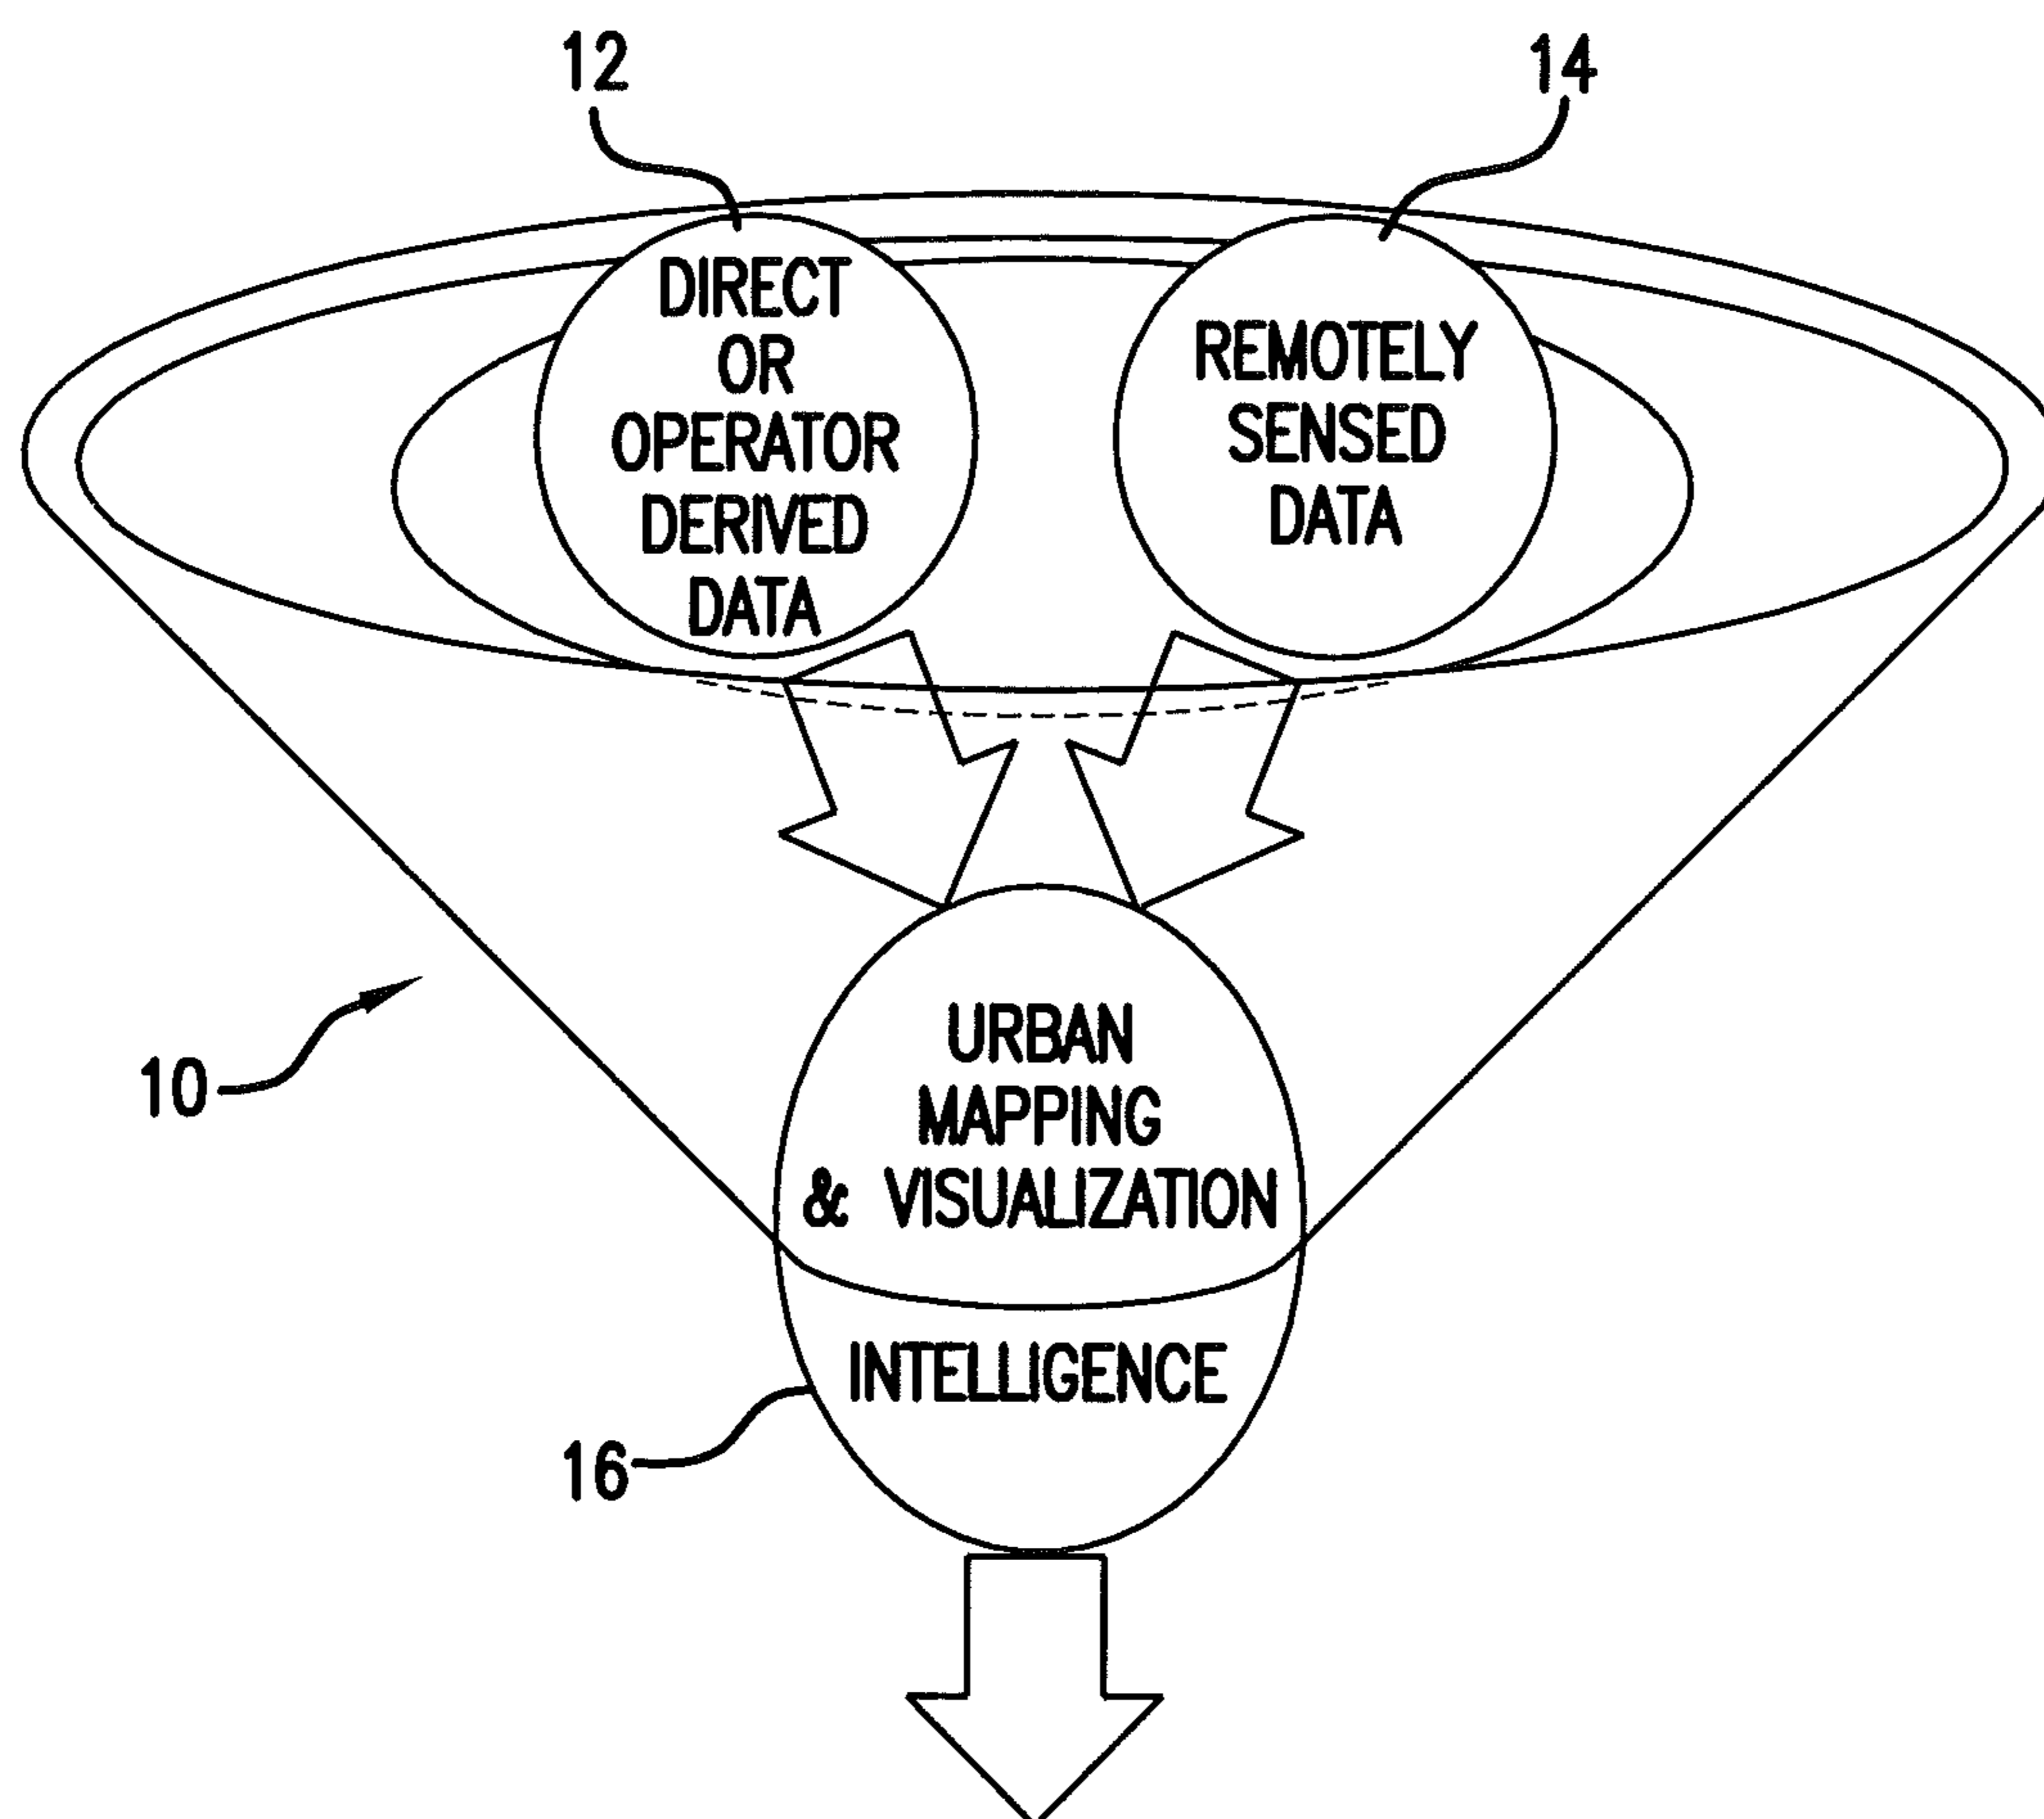 12
14
DIRECT
OR
OPERATOR
DERIVED
DATA
REMOTELY
SENSED
DATA
10
URBAN
MAPPING
& VISUALIZATION
INTELLIGENCE
16